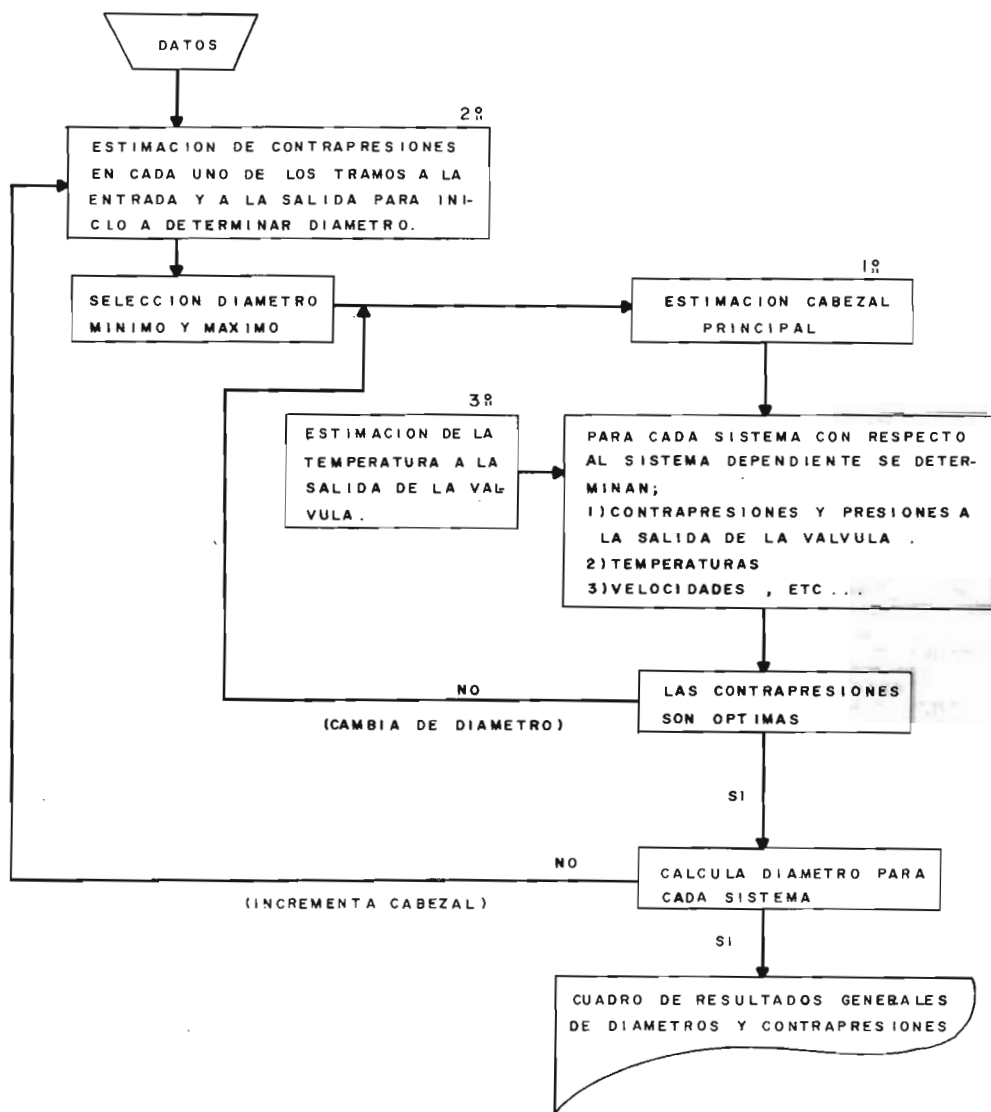 DATOS
2º
ESTIMACION DE CONTRAPRESIONES
EN CADA UNO DE LOS TRAMOS A LA
ENTRADA Y A LA SALIDA PARA INI-
CIO A DETERMINAR DIAMETRO.
SELECCION DIAMETRO
MINIMO Y MAXIMO
1º
ESTIMACION CABEZAL
PRINCIPAL
3º
ESTIMACION DE LA
TEMPERATURA A LA
SALIDA DE LA VAL-
VULA.
PARA CADA SISTEMA CON RESPECTO
AL SISTEMA DEPENDIENTE SE DETER-
MINAN;
1) CONTRAPRESIONES Y PRESIONES A
LA SALIDA DE LA VALVULA .
2) TEMPERATURAS
3) VELOCIDADES , ETC ...
NO
(CAMBIA DE DIAMETRO)
LAS CONTRAPRESIONES
SON OPTIMAS
SI
NO
(INCREMENTA CABEZAL)
CALCULA DIAMETRO PARA
CADA SISTEMA
SI
CUADRO DE RESULTADOS GENERALES
DE DIAMETROS Y CONTRAPRESIONES